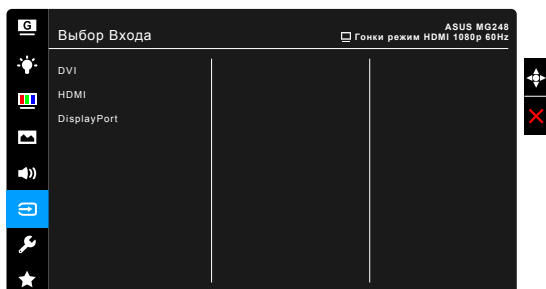 G
ASUS MG248
Выбор Входа
Гонки режим HDMI 1080p 60Hz
DVI
HDMI
DisplayPort